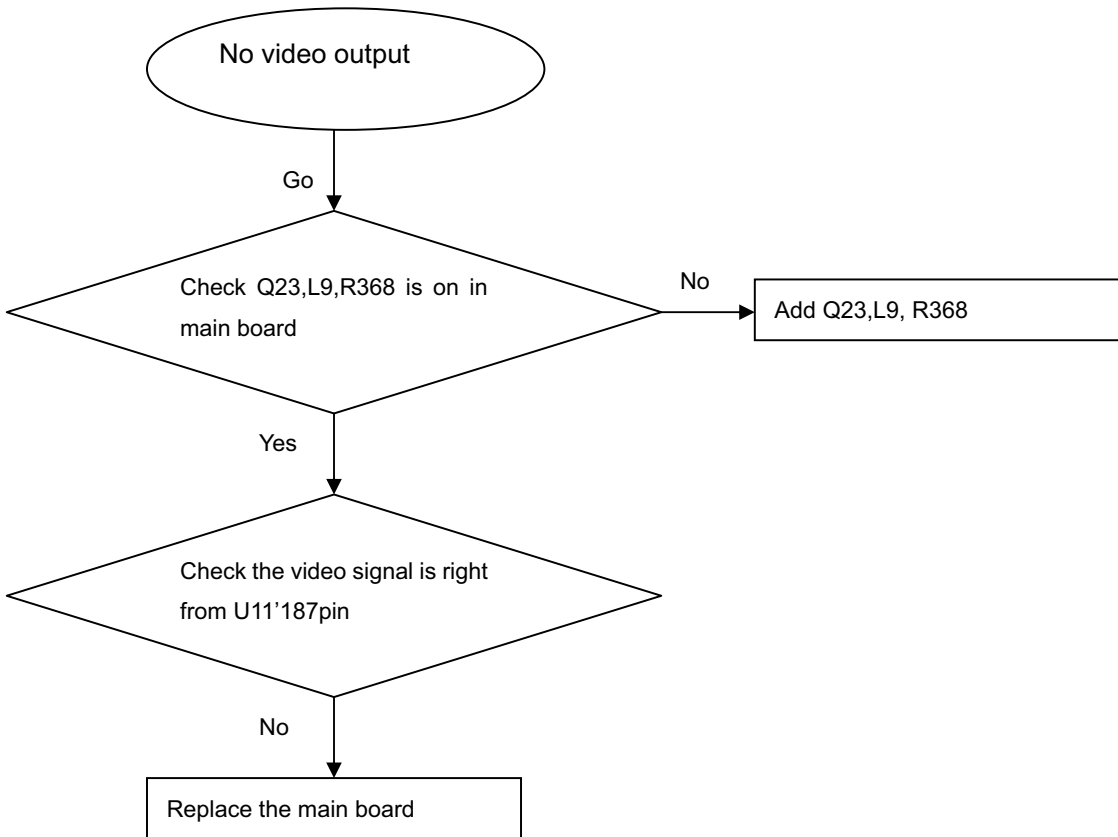 No video output
Go
Check Q23,L9,R368 is on in
main board
No
Add Q23,L9, R368
Yes
Check the video signal is right
from U11’187pin
No
Replace the main board